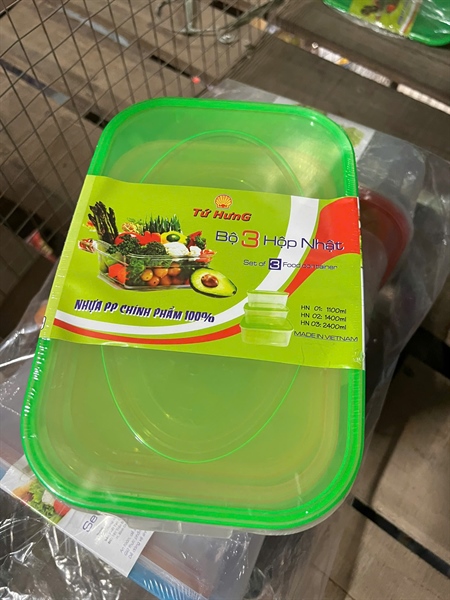 Tứ HưnG
Bộ 3 Hộp Nhật
Set of 3 Food container
NHỰA PP CHÍNH PHẨM 100%
HN 01: 1100ml
HN 02: 1400ml
HN 03: 2400ml
MADE IN VIETNAM
Se